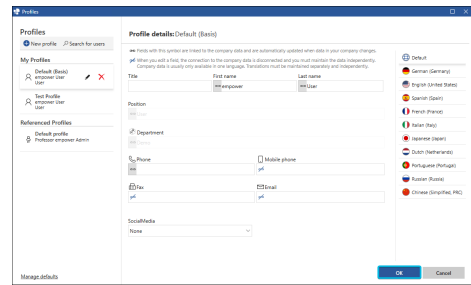 Profiles
Profiles
New profile
Search for users
My Profiles
Default (Basis)
empower User
User
Test Profile
empower User
User
Referenced Profiles
Default profile
Professor empower Admin
Manage defaults
Profile details: Default (Basis)
Fields with this symbol are linked to the company data and are automatically updated when data in your company changes.
When you edit a field, the connection to the company data is disconnected and you must maintain the data independently.
Company data is usually only available in one language. Translations must be maintained separately and independently.
Title
First name
Last name
empower
User
Position
Department
Phone
Mobile phone
Fax
Email
SocialMedia
None
Default
German (Germany)
English (United States)
Spanish (Spain)
French (France)
Italian (Italy)
Japanese (Japan)
Dutch (Netherlands)
Portuguese (Portugal)
Russian (Russia)
Chinese (Simplified, PRC)
OK
Cancel